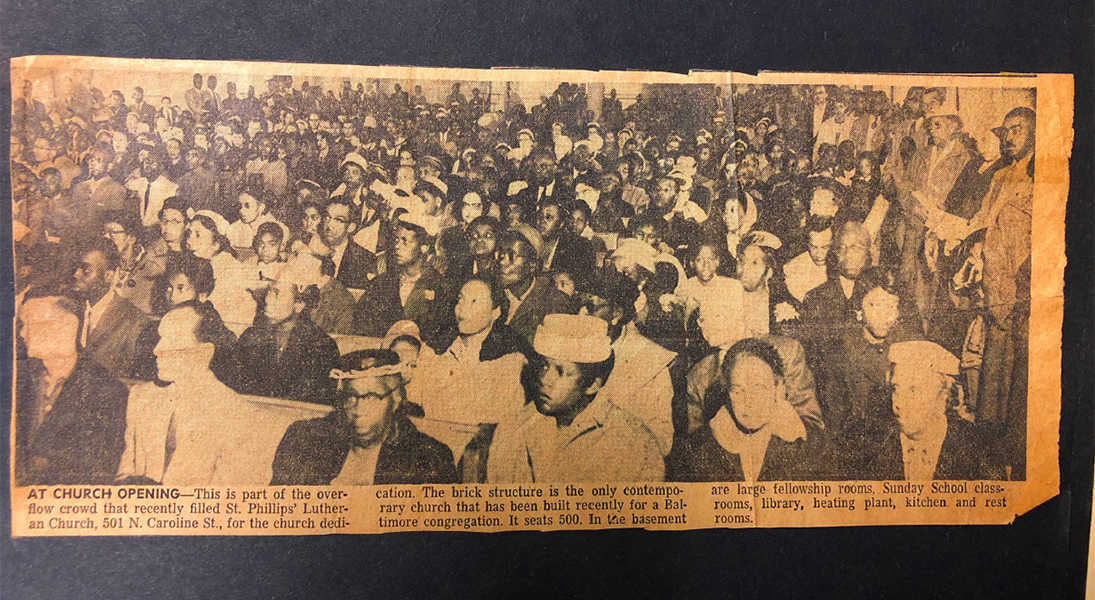 AT CHURCH OPENING—This is part of the over-
flow crowd that recently filled St. Phillips' Luther-
an Church, 501 N. Caroline St., for the church dedi-
cation. The brick structure is the only contempo-
rary church that has been built recently for a Bal-
timore congregation. It seats 500. In the basement
are large fellowship rooms, Sunday School class-
rooms, library, heating plant, kitchen and rest
rooms.